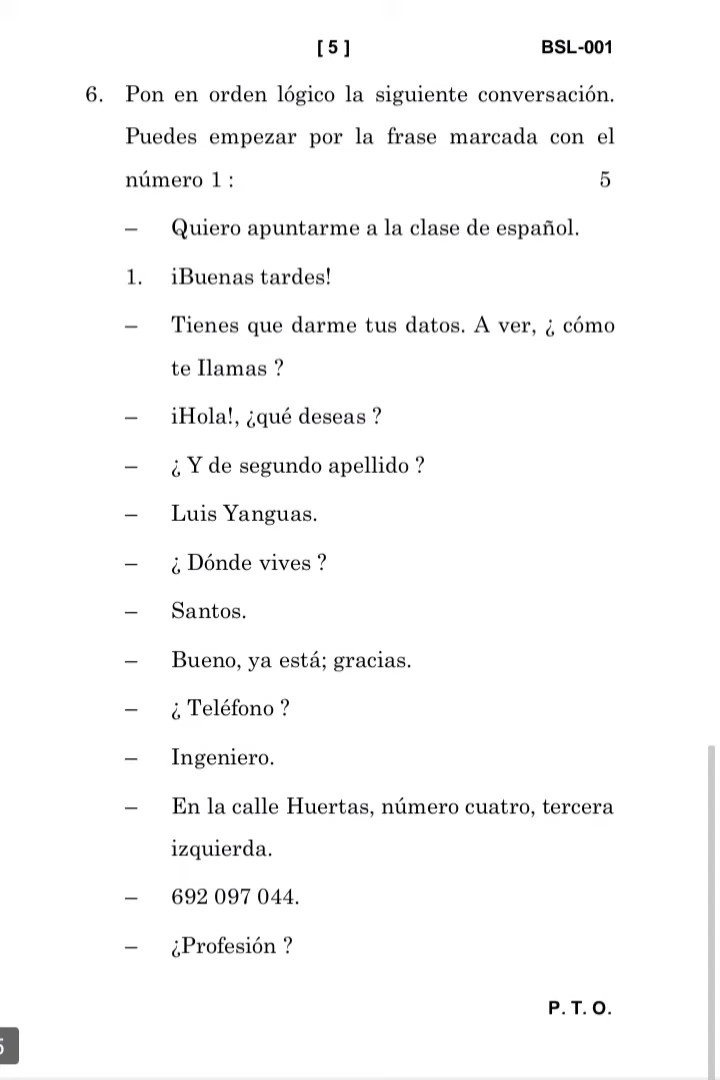 [ 5 ] BSL-001
6. Pon en orden lógico la siguiente conversación.
Puedes empezar por la frase marcada con el
número 1 : 5
– Quiero apuntarme a la clase de español.
1. iBuenas tardes!
– Tienes que darme tus datos. A ver, ¿ cómo
te Ilamas ?
– iHola!, ¿qué deseas ?
– ¿ Y de segundo apellido ?
– Luis Yanguas.
– ¿ Dónde vives ?
– Santos.
– Bueno, ya está; gracias.
– ¿ Teléfono ?
– Ingeniero.
– En la calle Huertas, número cuatro, tercera
izquierda.
– 692 097 044.
– ¿Profesión ?
P. T. O.